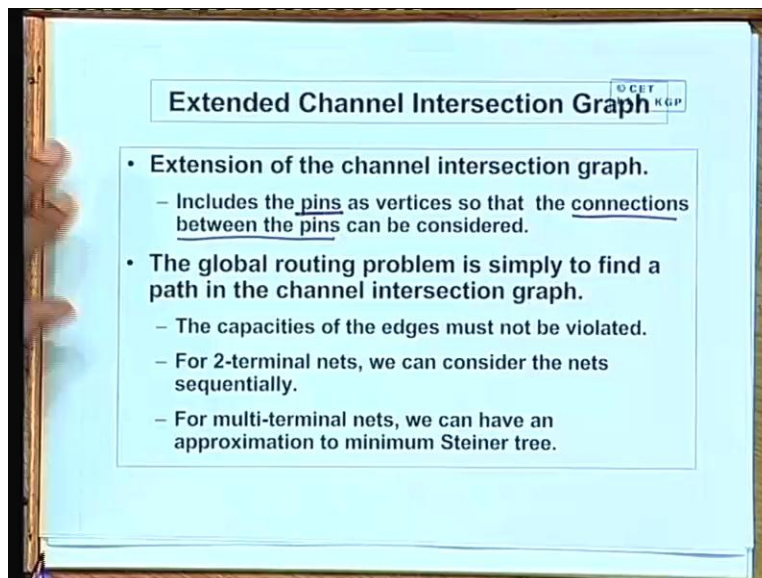 Extended Channel Intersection Graph
© CET
KGP
• Extension of the channel intersection graph.
– Includes the pins as vertices so that the connections
between the pins can be considered.
• The global routing problem is simply to find a
path in the channel intersection graph.
– The capacities of the edges must not be violated.
– For 2-terminal nets, we can consider the nets
sequentially.
– For multi-terminal nets, we can have an
approximation to minimum Steiner tree.